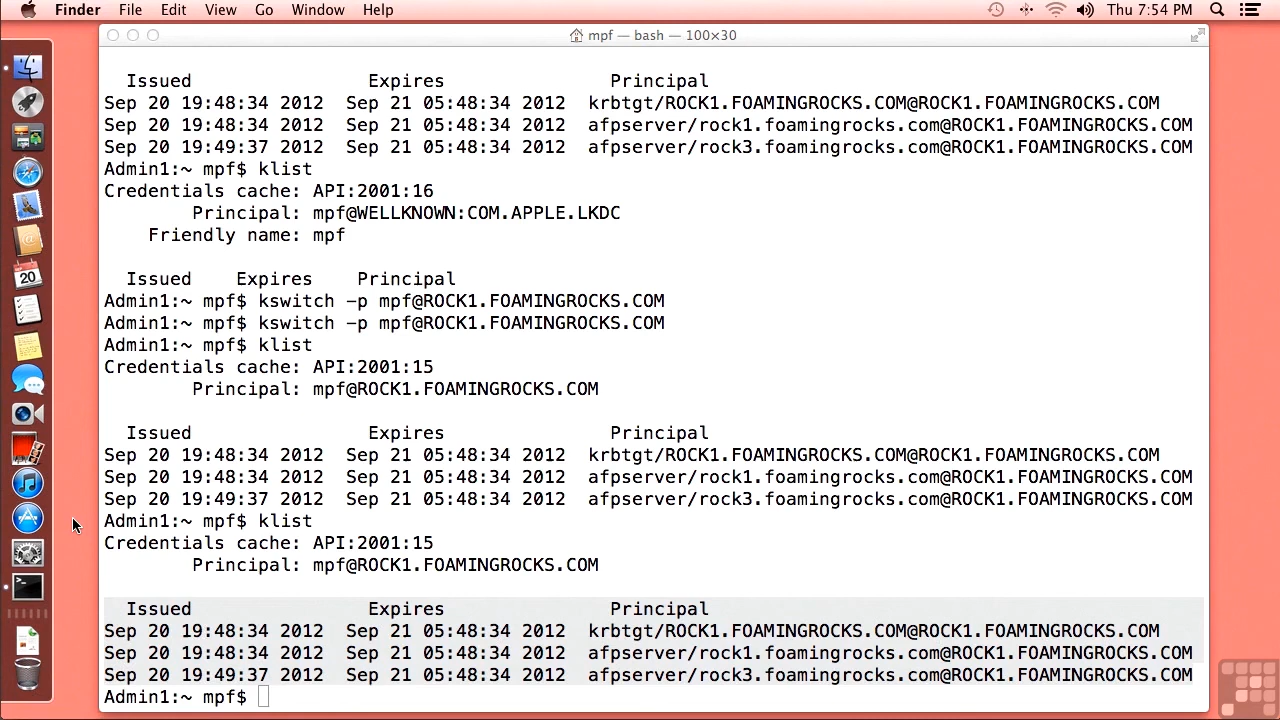 Finder File Edit View Go Window Help Thu 7:54 PM
mpf — bash — 100×30
Issued Expires Principal
Sep 20 19:48:34 2012 Sep 21 05:48:34 2012 krbtgt/ROCK1.FOAMINGROCKS.COM@ROCK1.FOAMINGROCKS.COM
Sep 20 19:48:34 2012 Sep 21 05:48:34 2012 afpserver/rock1.foamingrocks.com@ROCK1.FOAMINGROCKS.COM
Sep 20 19:49:37 2012 Sep 21 05:48:34 2012 afpserver/rock3.foamingrocks.com@ROCK1.FOAMINGROCKS.COM
Admin1:~ mpf$ klist
Credentials cache: API:2001:16
Principal: mpf@WELLKNOWN:COM.APPLE.LKDC
Friendly name: mpf
Issued Expires Principal
Admin1:~ mpf$ kswitch -p mpf@ROCK1.FOAMINGROCKS.COM
Admin1:~ mpf$ kswitch -p mpf@ROCK1.FOAMINGROCKS.COM
Admin1:~ mpf$ klist
Credentials cache: API:2001:15
Principal: mpf@ROCK1.FOAMINGROCKS.COM
Issued Expires Principal
Sep 20 19:48:34 2012 Sep 21 05:48:34 2012 krbtgt/ROCK1.FOAMINGROCKS.COM@ROCK1.FOAMINGROCKS.COM
Sep 20 19:48:34 2012 Sep 21 05:48:34 2012 afpserver/rock1.foamingrocks.com@ROCK1.FOAMINGROCKS.COM
Sep 20 19:49:37 2012 Sep 21 05:48:34 2012 afpserver/rock3.foamingrocks.com@ROCK1.FOAMINGROCKS.COM
Admin1:~ mpf$ klist
Credentials cache: API:2001:15
Principal: mpf@ROCK1.FOAMINGROCKS.COM
Issued Expires Principal
Sep 20 19:48:34 2012 Sep 21 05:48:34 2012 krbtgt/ROCK1.FOAMINGROCKS.COM@ROCK1.FOAMINGROCKS.COM
Sep 20 19:48:34 2012 Sep 21 05:48:34 2012 afpserver/rock1.foamingrocks.com@ROCK1.FOAMINGROCKS.COM
Sep 20 19:49:37 2012 Sep 21 05:48:34 2012 afpserver/rock3.foamingrocks.com@ROCK1.FOAMINGROCKS.COM
Admin1:~ mpf$
20